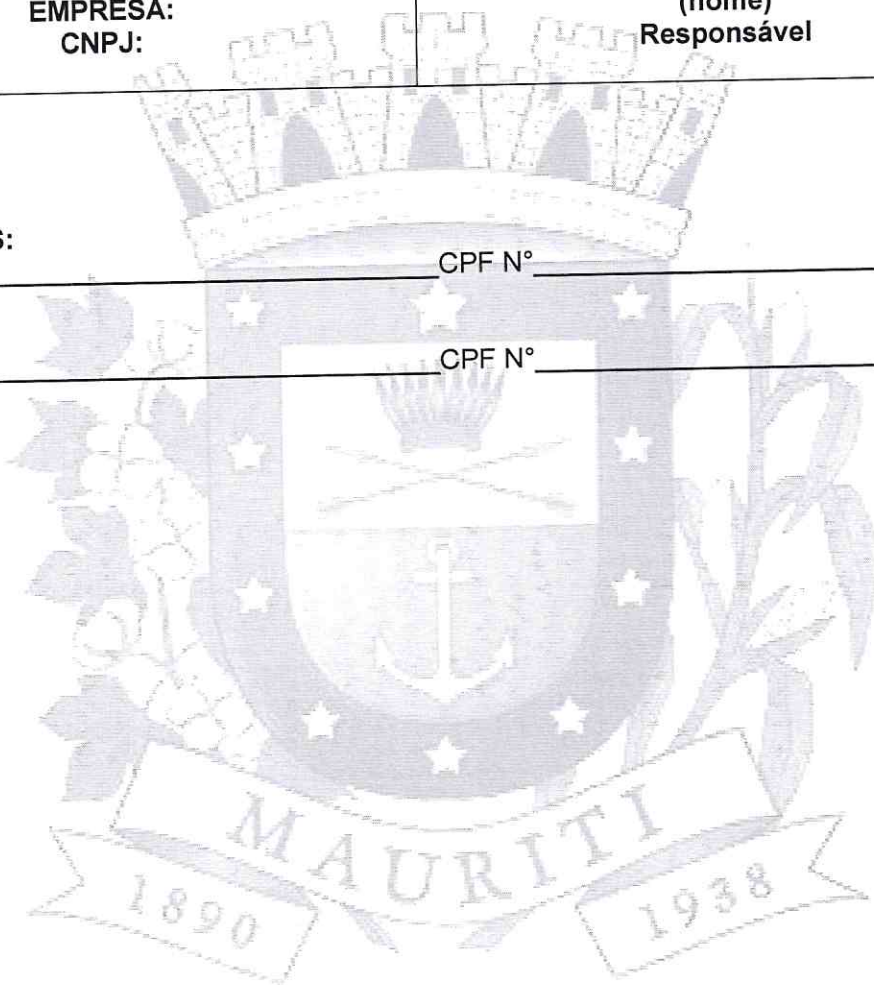 EMPRESA:
CNPJ:
(nome)
Responsável
S:
CPF N°
CPF N°
MAURITI
1890
1938